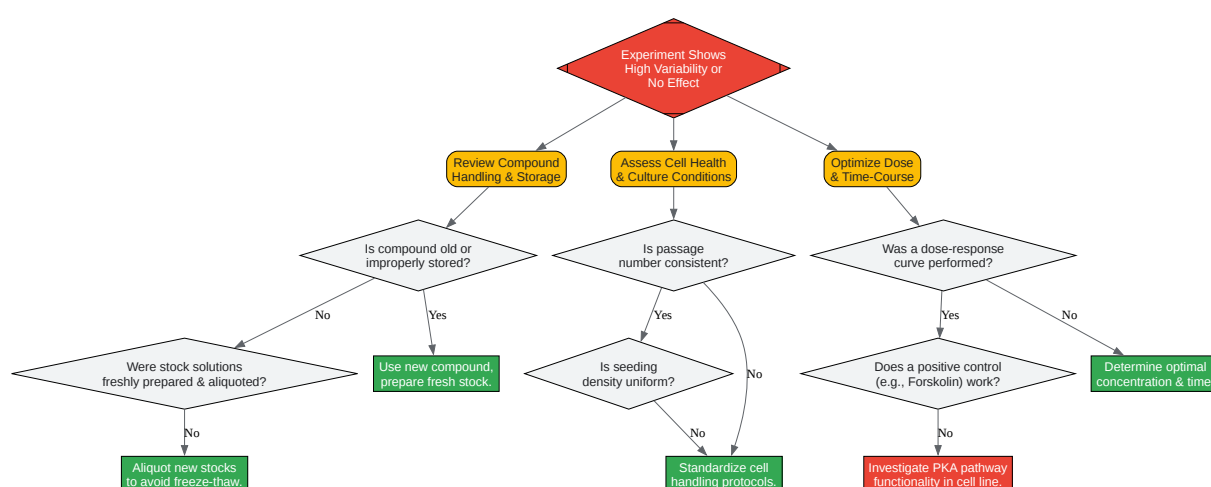 Experiment Shows
High Variability or
No Effect
Review Compound
Handling & Storage
Assess Cell Health
& Culture Conditions
Optimize Dose
& Time-Course
Is compound old or
improperly stored?
Is passage
number consistent?
Was a dose-response
curve performed?
No
Yes
Yes
No
Yes
No
Were stock solutions
freshly prepared & aliquoted?
Use new compound,
prepare fresh stock.
Is seeding
density uniform?
Does a positive control
(e.g., Forskolin) work?
Determine optimal
concentration & time
No
No
No
Aliquot new stocks
to avoid freeze-thaw.
Standardize cell
handling protocols.
Investigate PKA pathway
functionality in cell line.